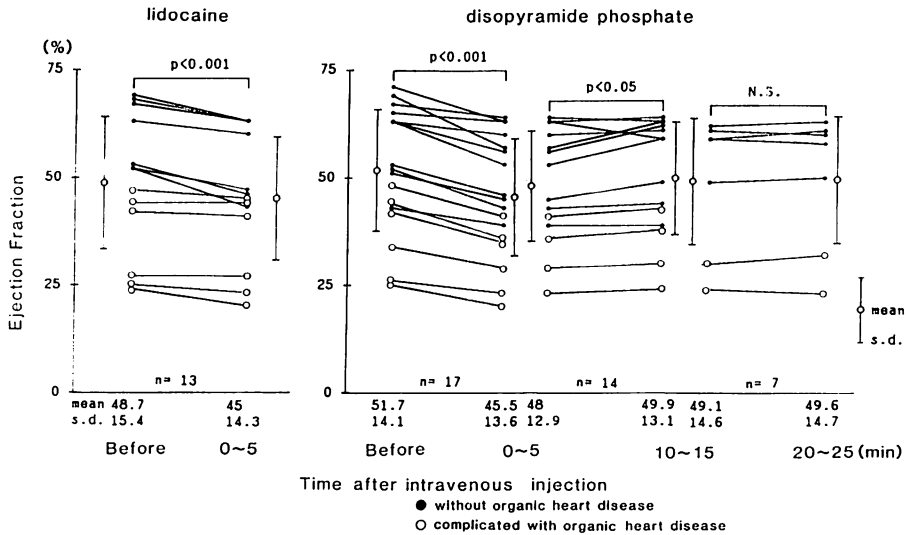 lidocaine disopyramide phosphate
(%)
75 75
p<0.001 p<0.001 p<0.05 N.S.
50 50
25 25
Ejection Fraction
mean
s.d.
0 n= 13 0 n= 17 n= 14 n= 7
mean 48.7 45 51.7 45.5 48 49.9 49.1 49.6
s.d. 15.4 14.3 14.1 13.6 12.9 13.1 14.6 14.7
Before 0~5 Before 0~5 10~15 20~25 (min)
Time after intravenous injection
● without organic heart disease
○ complicated with organic heart disease